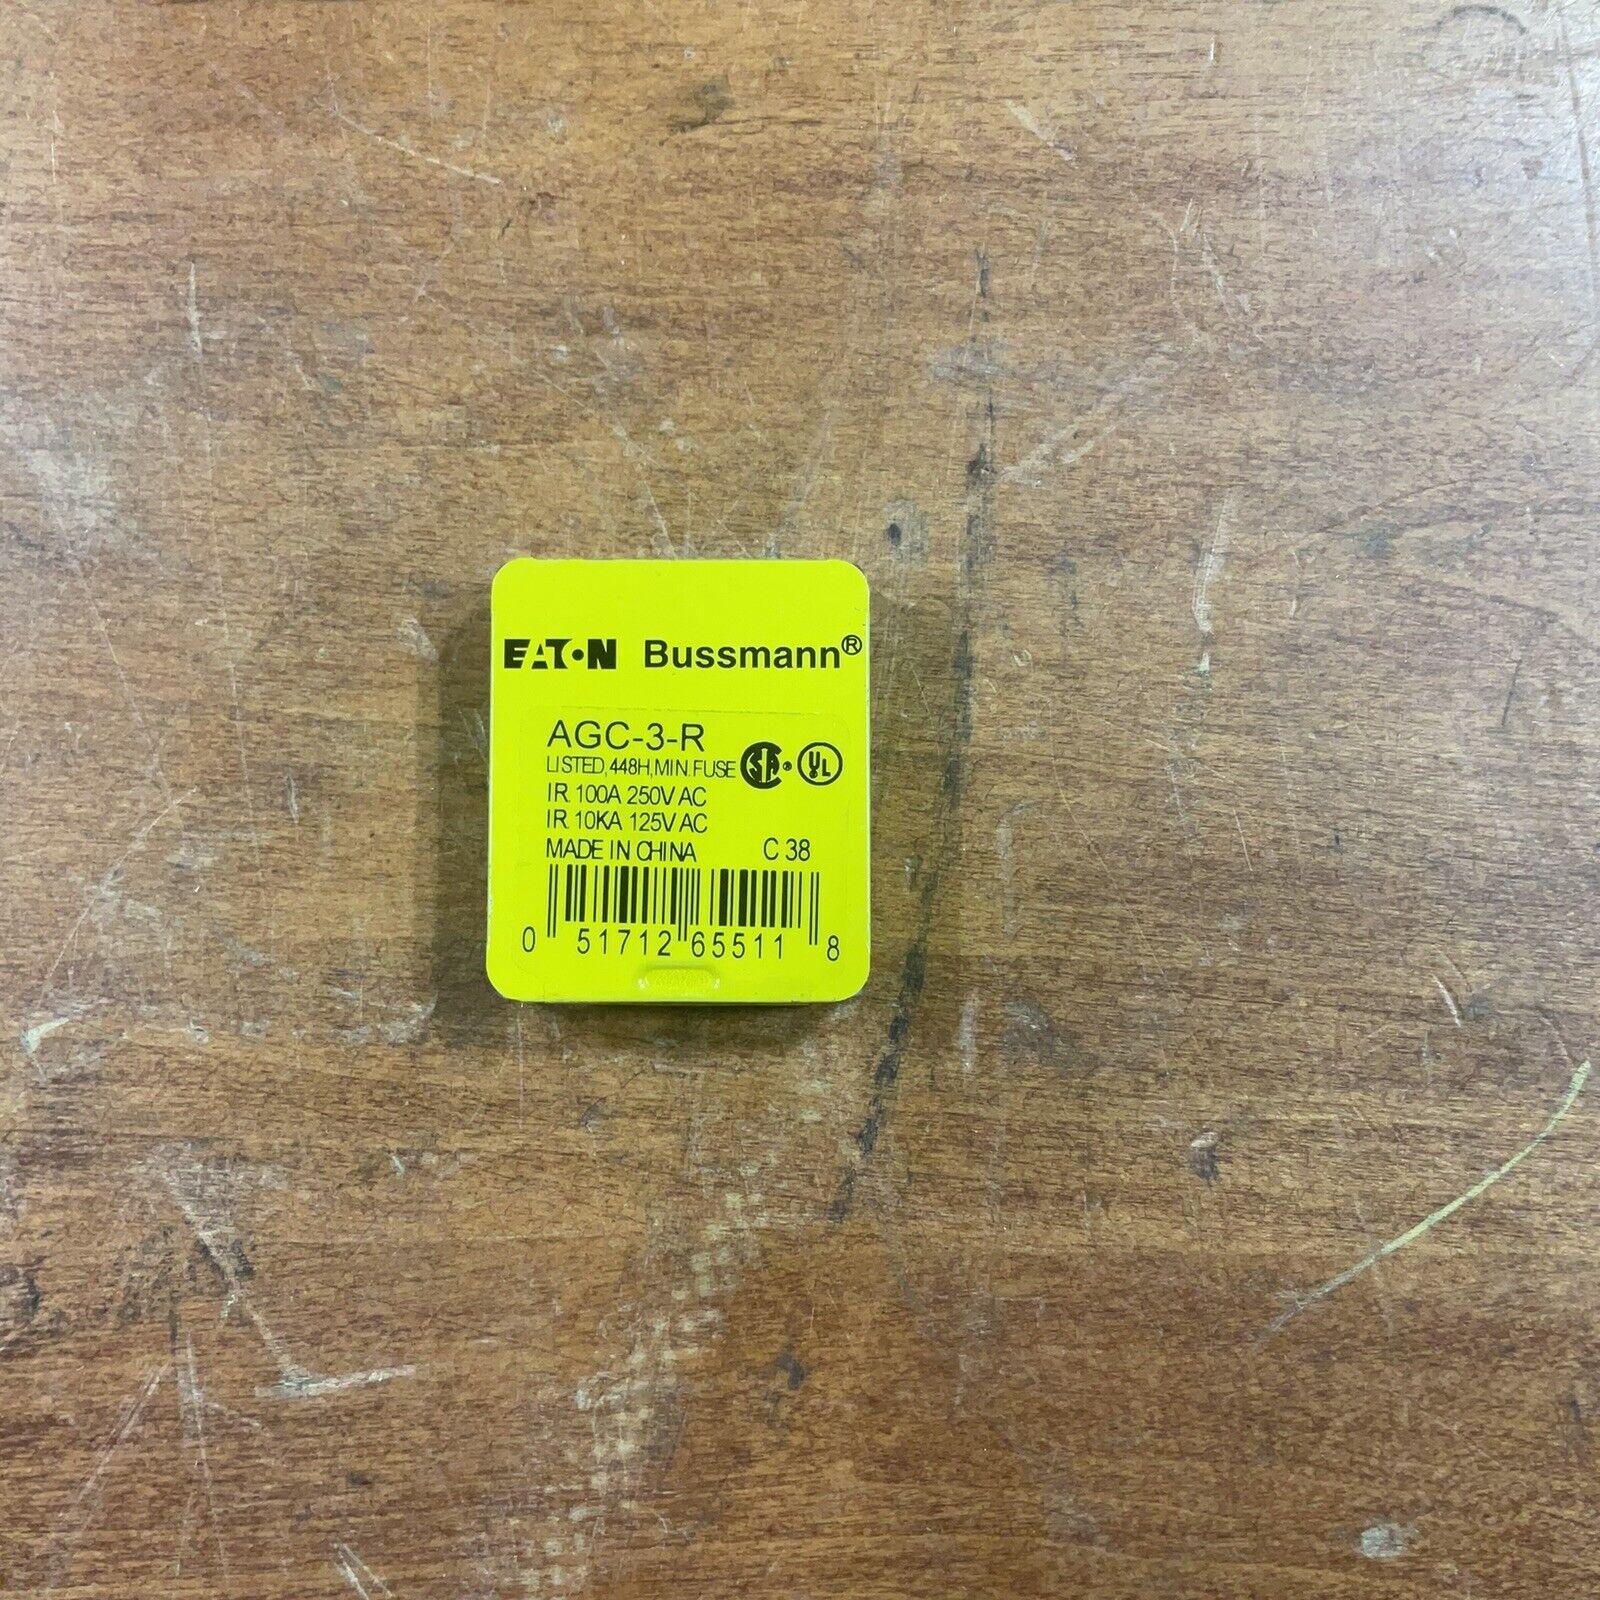 EATON Bussmann®
AGC-3-R
LISTED, 448H, MIN. FUSE
IR. 100A 250V AC
IR. 10KA 125V AC
MADE IN CHINA C 38
0 51712 65511 8